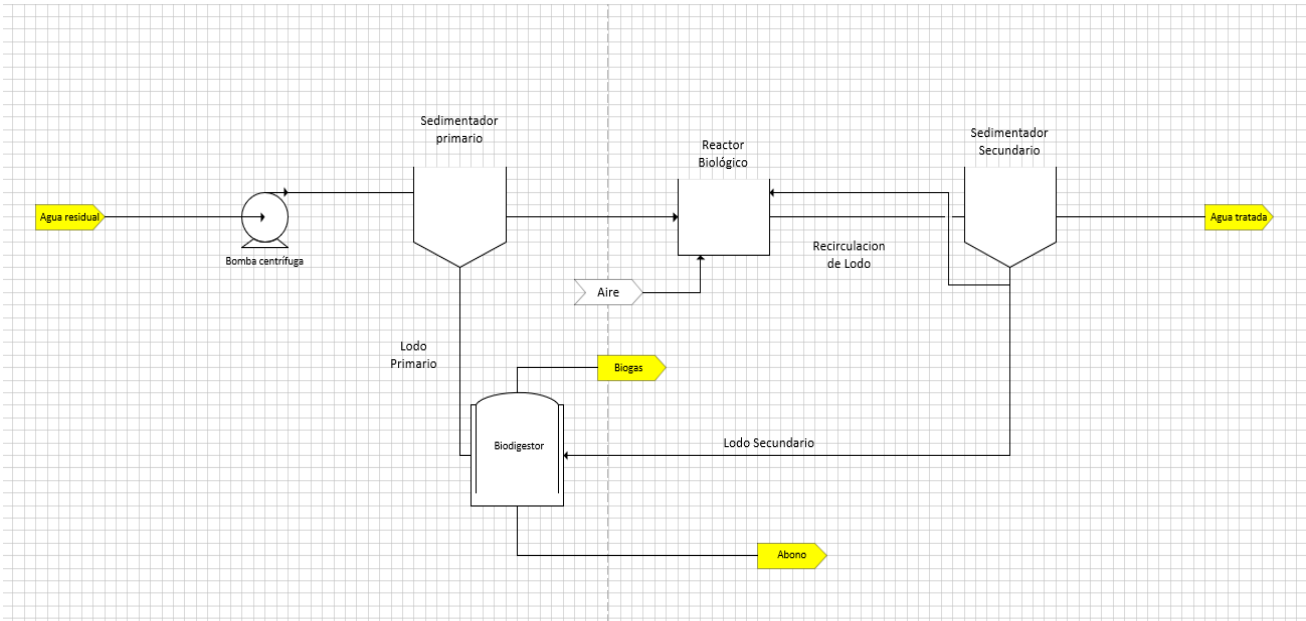 Sedimentador
primario
Sedimentador
Secundario
Reactor
Biológico
Agua residual
Agua tratada
Bomba centrífuga
Recirculacion
de Lodo
Aire
Lodo
Primario
Biogas
Biodigestor
Lodo Secundario
Abono